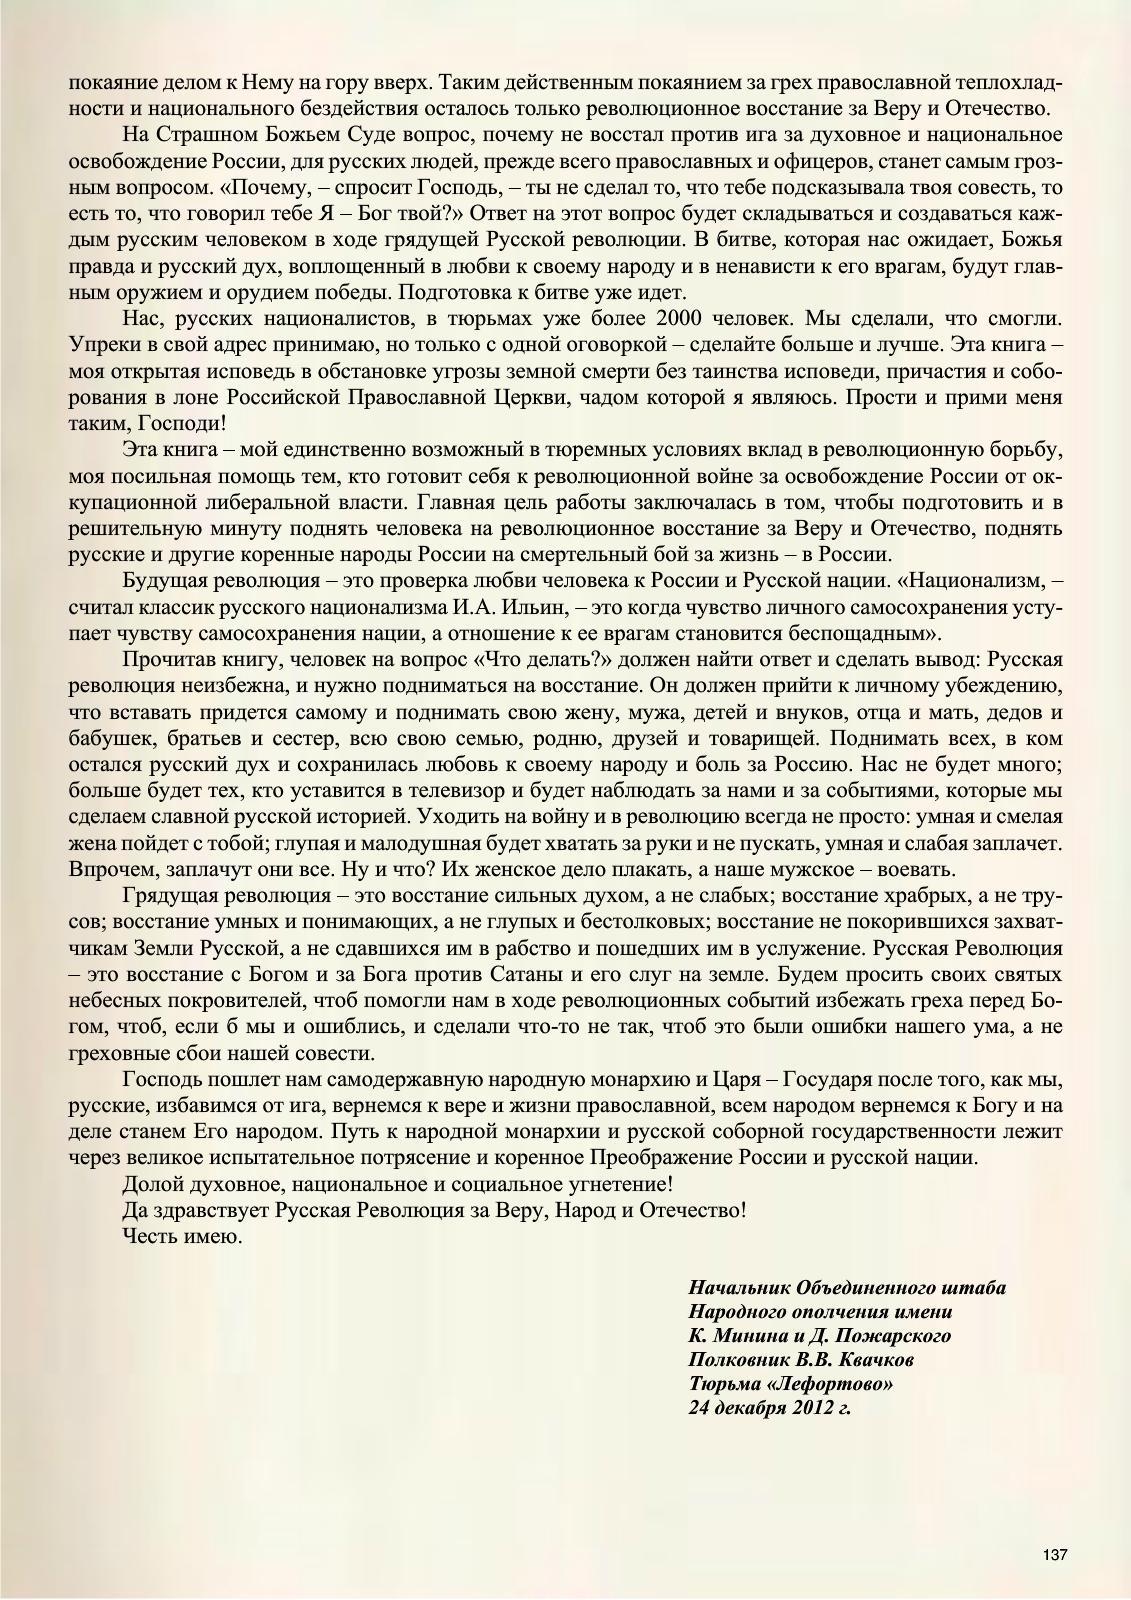 покаяние делом к Нему на гору вверх. Таким действенным покаянием за грех православной теплохлад-
ности и национального бездействия осталось только революционное восстание за Веру и Отечество.
На Страшном Божьем Суде вопрос, почему не восстал против ига за духовное и национальное
освобождение России, для русских людей, прежде всего православных и офицеров, станет самым гроз-
ным вопросом. «Почему, – спросит Господь, – ты не сделал то, что тебе подсказывала твоя совесть, то
есть то, что говорил тебе Я – Бог твой?» Ответ на этот вопрос будет складываться и создаваться каж-
дым русским человеком в ходе грядущей Русской революции. В битве, которая нас ожидает, Божья
правда и русский дух, воплощенный в любви к своему народу и в ненависти к его врагам, будут глав-
ным оружием и орудием победы. Подготовка к битве уже идет.
Нас, русских националистов, в тюрьмах уже более 2000 человек. Мы сделали, что смогли.
Упреки в свой адрес принимаю, но только с одной оговоркой – сделайте больше и лучше. Эта книга –
моя открытая исповедь в обстановке угрозы земной смерти без таинства исповеди, причастия и собо-
рования в лоне Российской Православной Церкви, чадом которой я являюсь. Прости и прими меня
таким, Господи!
Эта книга – мой единственно возможный в тюремных условиях вклад в революционную борьбу,
моя посильная помощь тем, кто готовит себя к революционной войне за освобождение России от ок-
купационной либеральной власти. Главная цель работы заключалась в том, чтобы подготовить и в
решительную минуту поднять человека на революционное восстание за Веру и Отечество, поднять
русские и другие коренные народы России на смертельный бой за жизнь – в России.
Будущая революция – это проверка любви человека к России и Русской нации. «Национализм, –
считал классик русского национализма И.А. Ильин, – это когда чувство личного самосохранения усту-
пает чувству самосохранения нации, а отношение к ее врагам становится беспощадным».
Прочитав книгу, человек на вопрос «Что делать?» должен найти ответ и сделать вывод: Русская
революция неизбежна, и нужно подниматься на восстание. Он должен прийти к личному убеждению,
что вставать придется самому и поднимать свою жену, мужа, детей и внуков, отца и мать, дедов и
бабушек, братьев и сестер, всю свою семью, родню, друзей и товарищей. Поднимать всех, в ком
остался русский дух и сохранилась любовь к своему народу и боль за Россию. Нас не будет много;
больше будет тех, кто уставится в телевизор и будет наблюдать за нами и за событиями, которые мы
сделаем славной русской историей. Уходить на войну и в революцию всегда не просто: умная и смелая
жена пойдет с тобой; глупая и малодушная будет хватать за руки и не пускать, умная и слабая заплачет.
Впрочем, заплачут они все. Ну и что? Их женское дело плакать, а наше мужское – воевать.
Грядущая революция – это восстание сильных духом, а не слабых; восстание храбрых, а не тру-
сов; восстание умных и понимающих, а не глупых и бестолковых; восстание не покорившихся захват-
чикам Земли Русской, а не сдавшихся им в рабство и пошедших им в услужение. Русская Революция
– это восстание с Богом и за Бога против Сатаны и его слуг на земле. Будем просить своих святых
небесных покровителей, чтоб помогли нам в ходе революционных событий избежать греха перед Бо-
гом, чтоб, если б мы и ошиблись, и сделали что-то не так, чтоб это были ошибки нашего ума, а не
греховные сбои нашей совести.
Господь пошлет нам самодержавную народную монархию и Царя – Государя после того, как мы,
русские, избавимся от ига, вернемся к вере и жизни православной, всем народом вернемся к Богу и на
деле станем Его народом. Путь к народной монархии и русской соборной государственности лежит
через великое испытательное потрясение и коренное Преображение России и русской нации.
Долой духовное, национальное и социальное угнетение!
Да здравствует Русская Революция за Веру, Народ и Отечество!
Честь имею.
Начальник Объединенного штаба
Народного ополчения имени
К. Минина и Д. Пожарского
Полковник В.В. Квачков
Тюрьма «Лефортово»
24 декабря 2012 г.
137